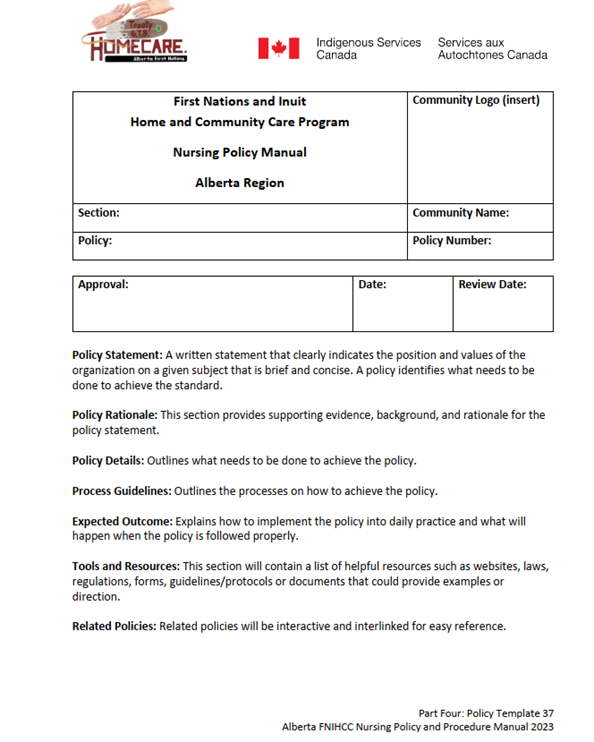 Treaty
6,7,8.
HOMECARE.
Alberta First Nations
Indigenous Services
Canada
Services aux
Autochtones Canada
First Nations and Inuit
Home and Community Care Program
Nursing Policy Manual
Alberta Region
Community Logo (insert)
Section:
Community Name:
Policy:
Policy Number:
Approval:
Date:
Review Date:
Policy Statement: A written statement that clearly indicates the position and values of the
organization on a given subject that is brief and concise. A policy identifies what needs to be
done to achieve the standard.
Policy Rationale: This section provides supporting evidence, background, and rationale for the
policy statement.
Policy Details: Outlines what needs to be done to achieve the policy.
Process Guidelines: Outlines the processes on how to achieve the policy.
Expected Outcome: Explains how to implement the policy into daily practice and what will
happen when the policy is followed properly.
Tools and Resources: This section will contain a list of helpful resources such as websites, laws,
regulations, forms, guidelines/protocols or documents that could provide examples or
direction.
Related Policies: Related policies will be interactive and interlinked for easy reference.
Part Four: Policy Template 37
Alberta FNIHCC Nursing Policy and Procedure Manual 2023